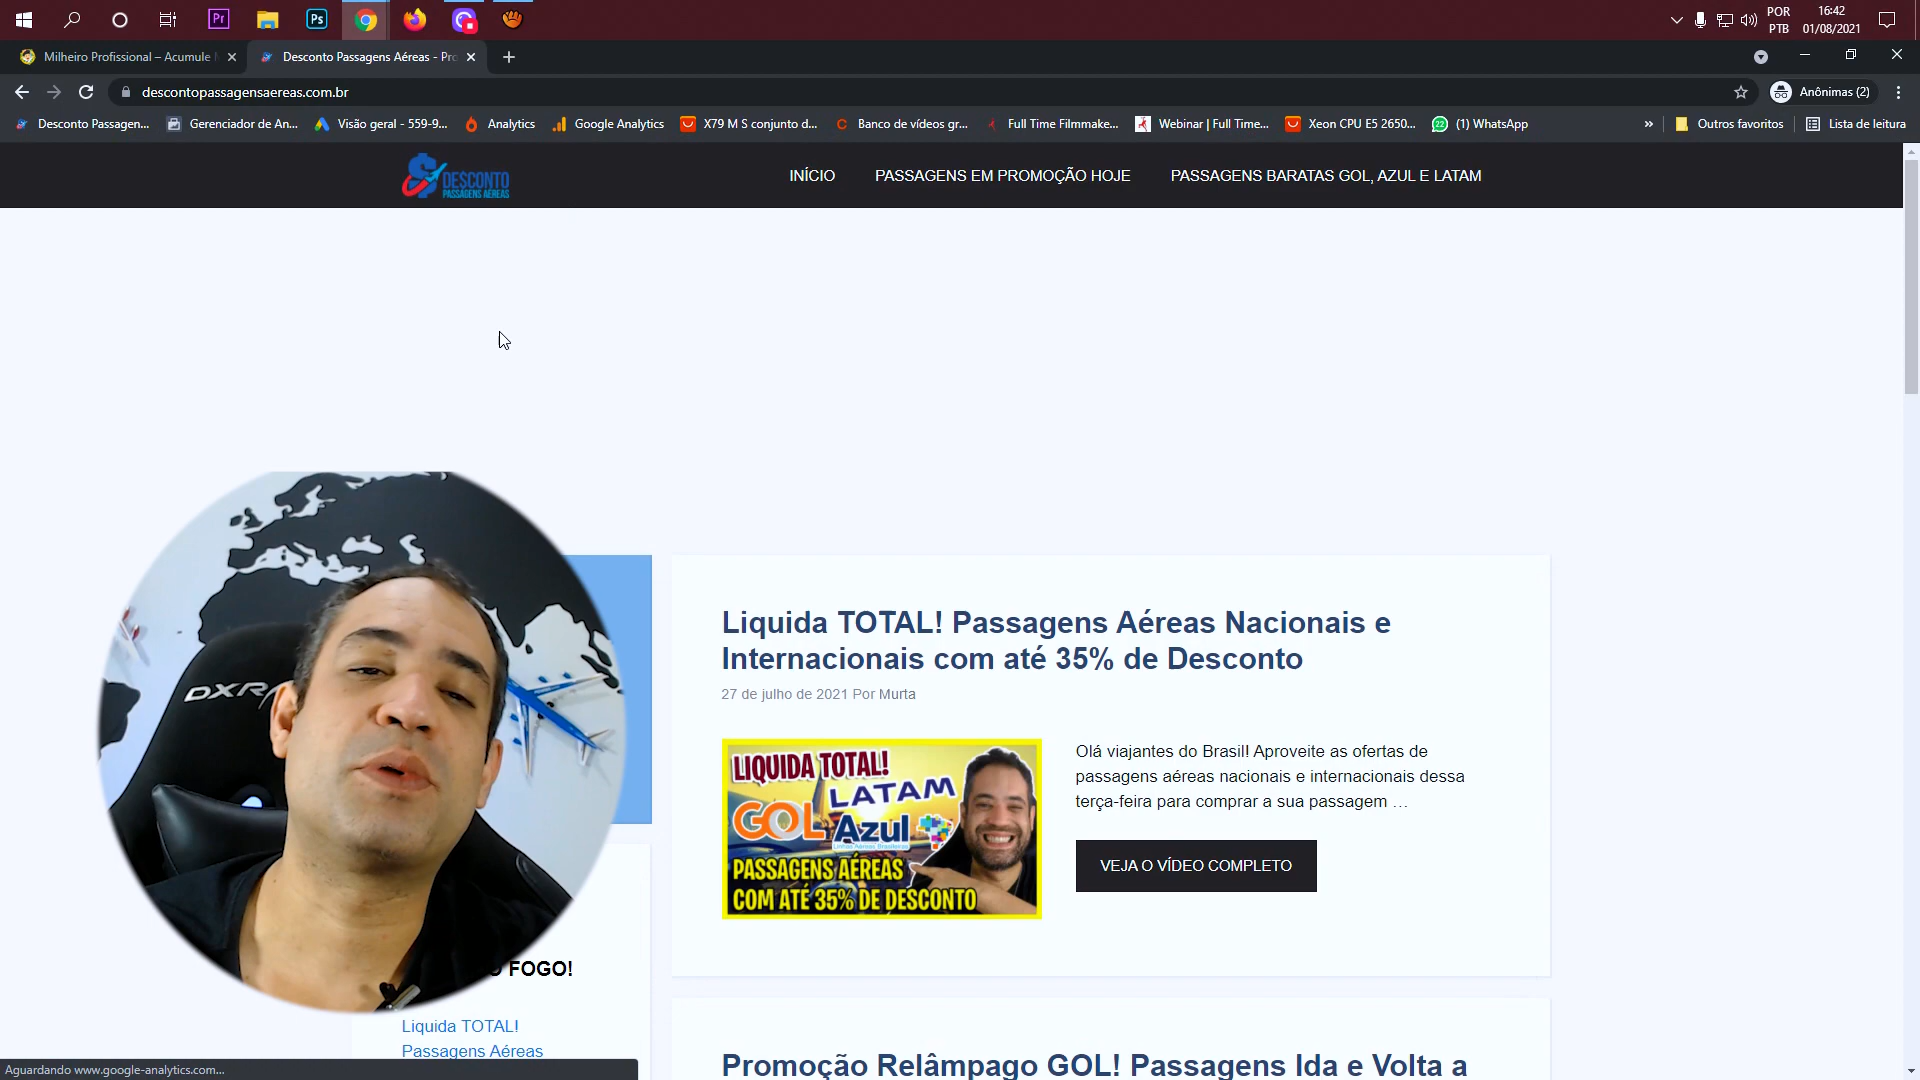 POR
PTB
16:42
01/08/2021
Milheiro Profissional – Acumule
Desconto Passagens Aéreas - Pro
descontopassagensaereas.com.br
Anônimas (2)
Desconto Passagen...
Gerenciador de An...
Visão geral - 559-9...
Analytics
Google Analytics
X79 M S conjunto d...
Banco de vídeos gr...
Full Time Filmmake...
Webinar | Full Time...
Xeon CPU E5 2650...
(1) WhatsApp
»
Outros favoritos
Lista de leitura
DESCONTO
PASSAGENS AÉREAS
INÍCIO
PASSAGENS EM PROMOÇÃO HOJE
PASSAGENS BARATAS GOL, AZUL E LATAM
DXR
Liquida TOTAL! Passagens Aéreas Nacionais e
Internacionais com até 35% de Desconto
27 de julho de 2021 Por Murta
LIQUIDA TOTAL!
LATAM
GOL
Azul
Linhas Aéreas Brasileiras
PASSAGENS AÉREAS
COM ATÉ 35% DE DESCONTO
Olá viajantes do Brasil! Aproveite as ofertas de
passagens aéreas nacionais e internacionais dessa
terça-feira para comprar a sua passagem …
VEJA O VÍDEO COMPLETO
FOGO!
Liquida TOTAL!
Passagens Aéreas
Promoção Relâmpago GOL! Passagens Ida e Volta a
Aguardando www.google-analytics.com...